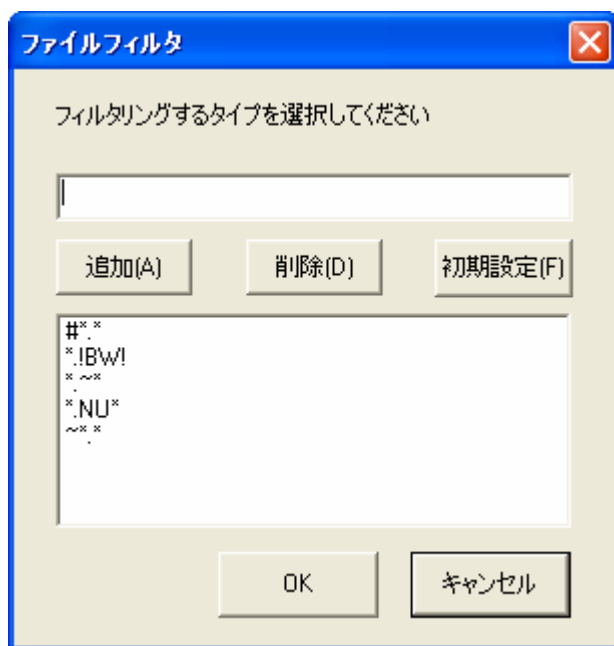 ファイルフィルタ
フィルタリングするタイプを選択してください
追加(A)
削除(D)
初期設定(F)
#*.*
*.!BW!
*.~*
*.NU*
~*.*
OK
キャンセル